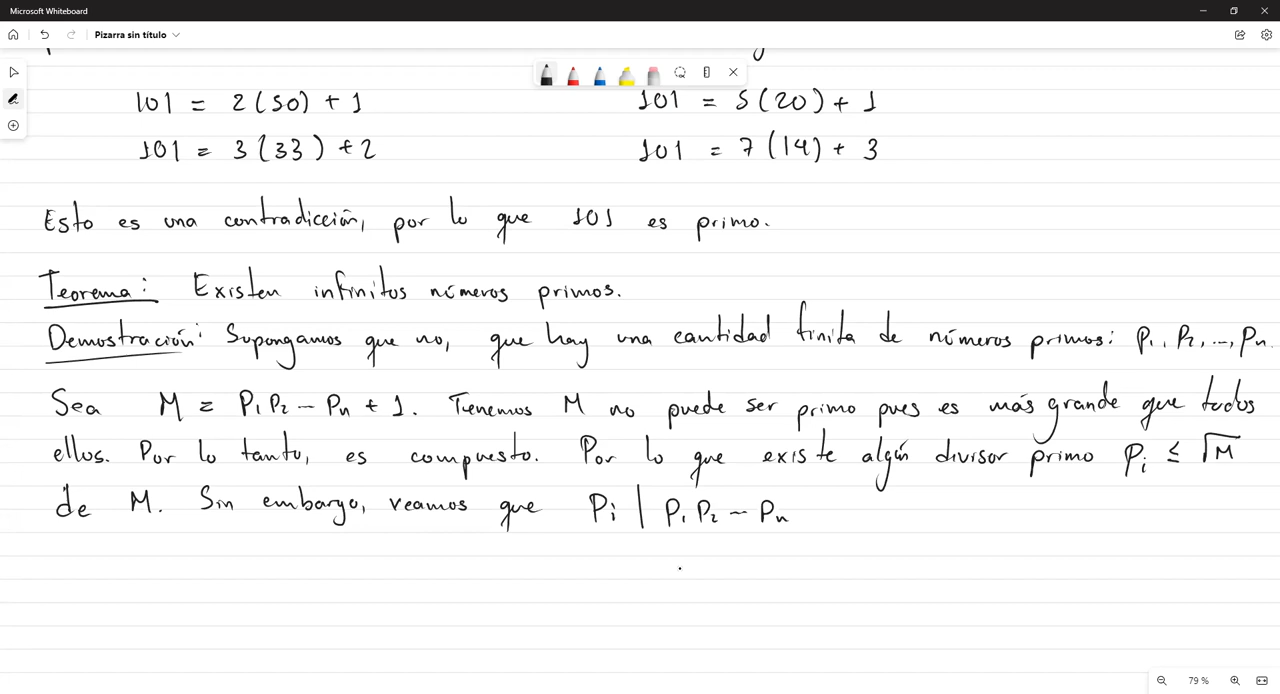 Microsoft Whiteboard
Pizarra sin título
101 = 2(50) + 1
101 = 5(20) + 1
101 = 3(33) + 2
101 = 7(14) + 3
Esto es una contradicción, por lo que 101 es primo.
Teorema: Existen infinitos números primos.
Demostración: Supongamos que no, que hay una cantidad finita de números primos: P₁, P₂, ..., Pₙ.
Sea M = P₁P₂ — Pₙ + 1. Tenemos M no puede ser primo pues es más grande que todos
ellos. Por lo tanto, es compuesto. Por lo que existe algún divisor primo Pᵢ ≤ √M
de M. Sin embargo, veamos que Pᵢ | P₁P₂ — Pₙ
79 %